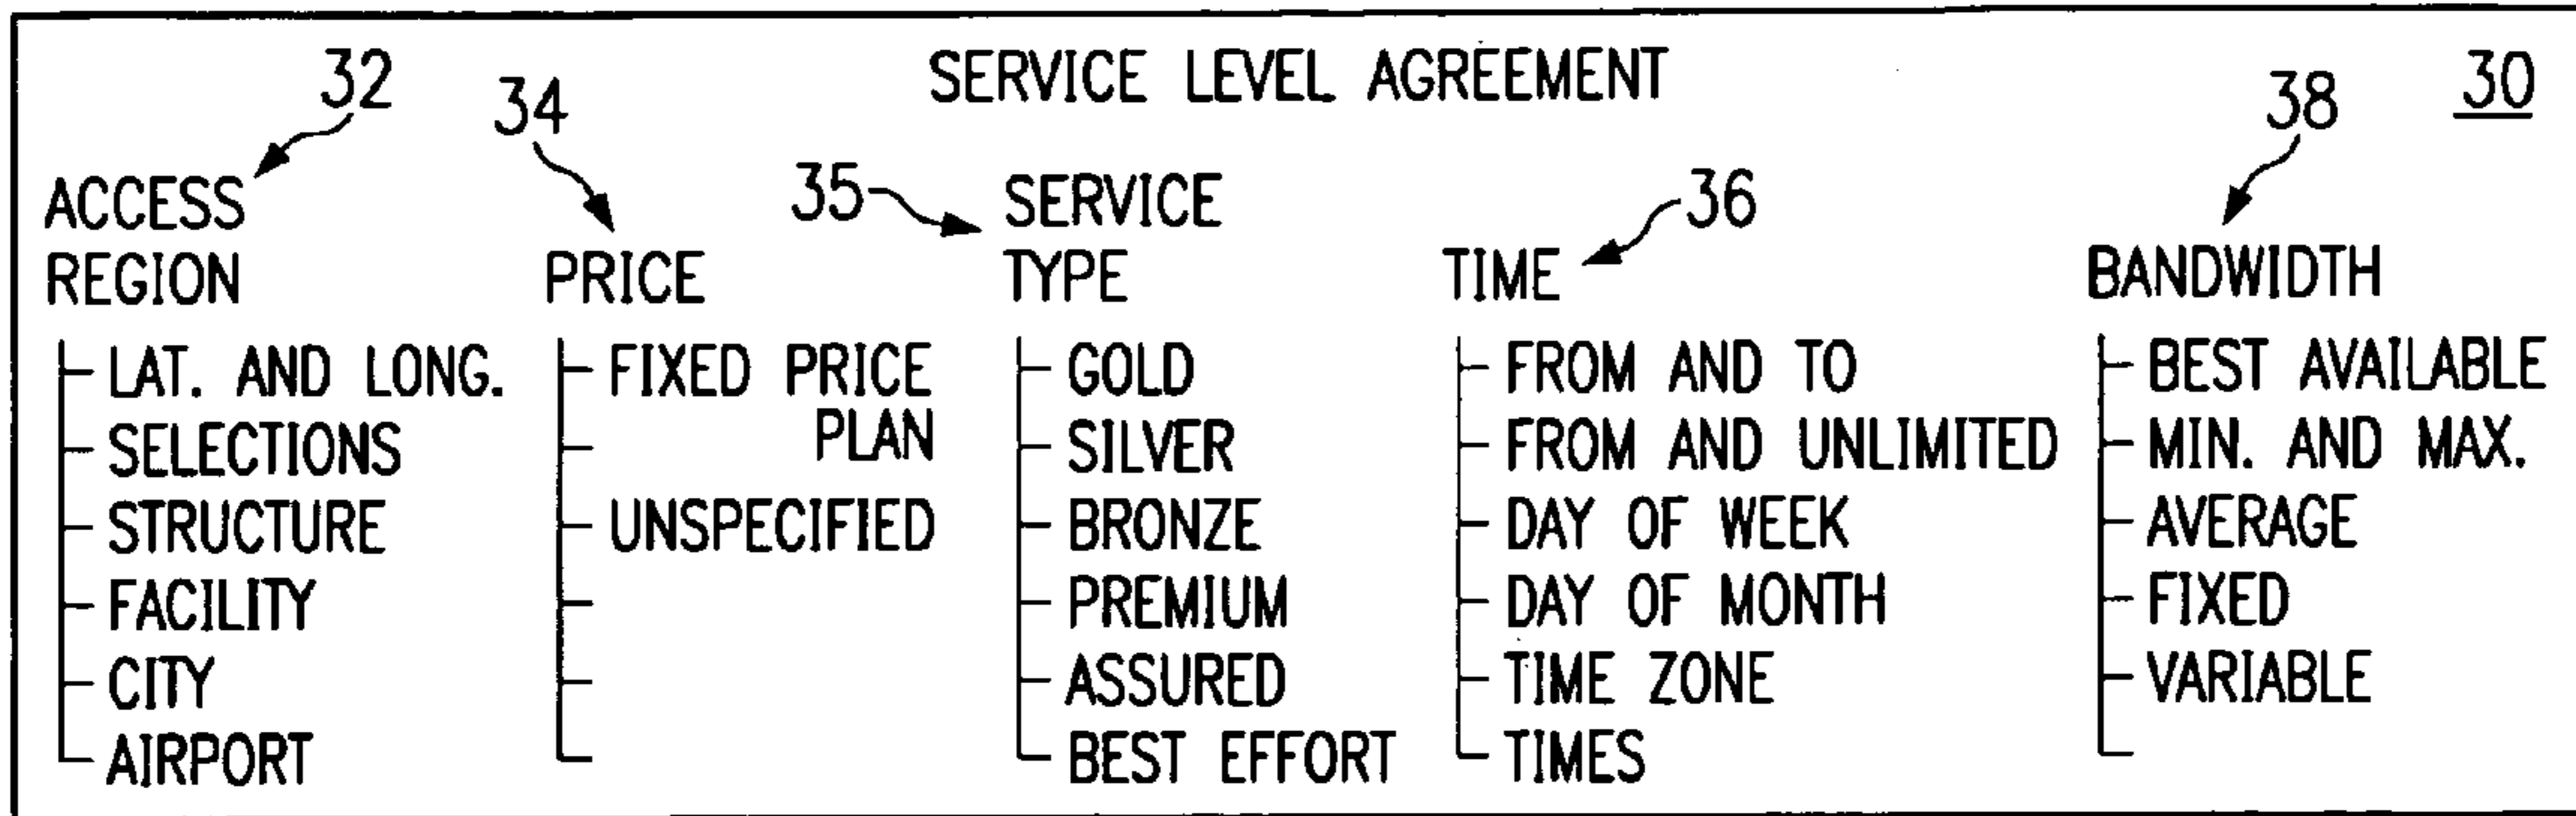 SERVICE LEVEL AGREEMENT
30
32
ACCESS
REGION
LAT. AND LONG.
SELECTIONS
STRUCTURE
FACILITY
CITY
AIRPORT
34
PRICE
FIXED PRICE
PLAN
UNSPECIFIED
35
SERVICE
TYPE
GOLD
SILVER
BRONZE
PREMIUM
ASSURED
BEST EFFORT
36
TIME
FROM AND TO
FROM AND UNLIMITED
DAY OF WEEK
DAY OF MONTH
TIME ZONE
TIMES
38
BANDWIDTH
BEST AVAILABLE
MIN. AND MAX.
AVERAGE
FIXED
VARIABLE